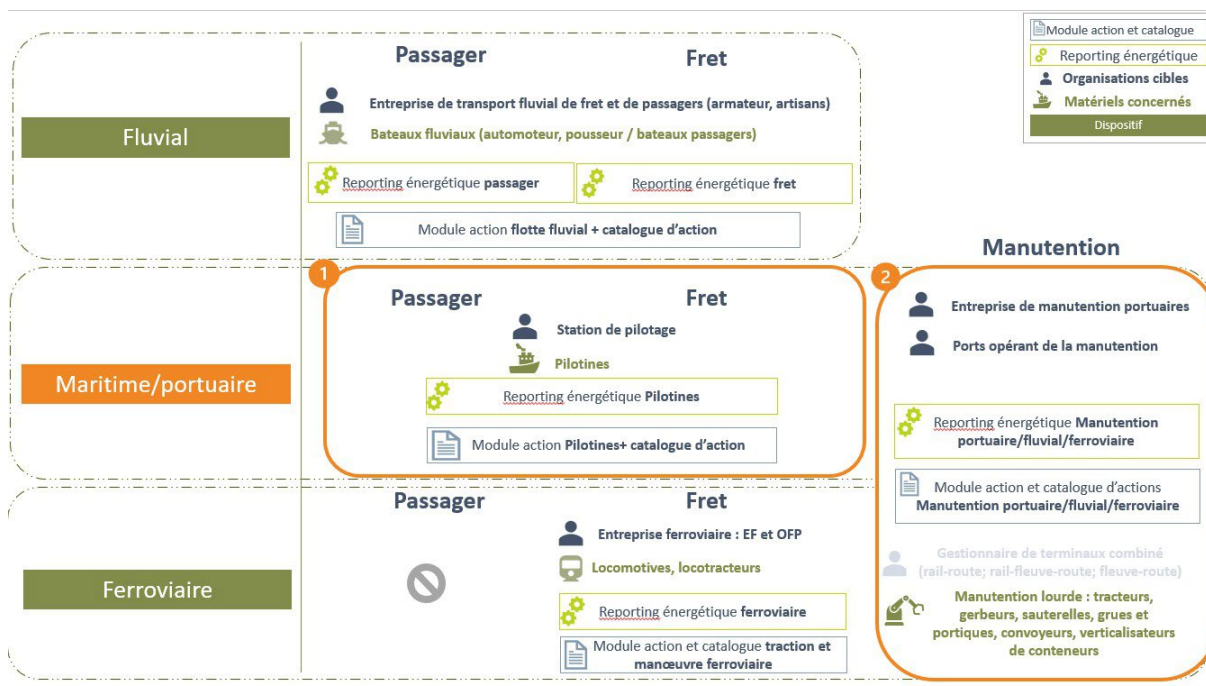 Passager
Fret
Entreprise de transport fluvial de fret et de passagers (armateur, artisans)
Bateaux fluviaux (automoteur, pousseur / bateaux passagers)
Fluvial
Reporting énergétique passager
Reporting énergétique fret
Module action flotte fluvial + catalogue d'action
Module action et catalogue
Reporting énergétique
Organisations cibles
Matériels concernés
Dispositif
1
Passager
Fret
Station de pilotage
Pilotines
Maritime/portuaire
Reporting énergétique Pilotines
Module action Pilotines+ catalogue d'action
Manutention
2
Entreprise de manutention portuaires
Ports opérant de la manutention
Reporting énergétique Manutention
portuaire/fluvial/ferroviaire
Module action et catalogue d'actions
Manutention portuaire/fluvial/ferroviaire
Gestionnaire de terminaux combiné
(rail-route; rail-fleuve-route; fleuve-route)
Manutention lourde : tracteurs,
gerbeurs, sauterelles, grues et
portiques, convoyeurs, verticalisateurs
de conteneurs
Passager
Fret
Entreprise ferroviaire : EF et OFP
Locomotives, locotracteurs
Ferroviaire
Reporting énergétique ferroviaire
Module action et catalogue traction et
manœuvre ferroviaire